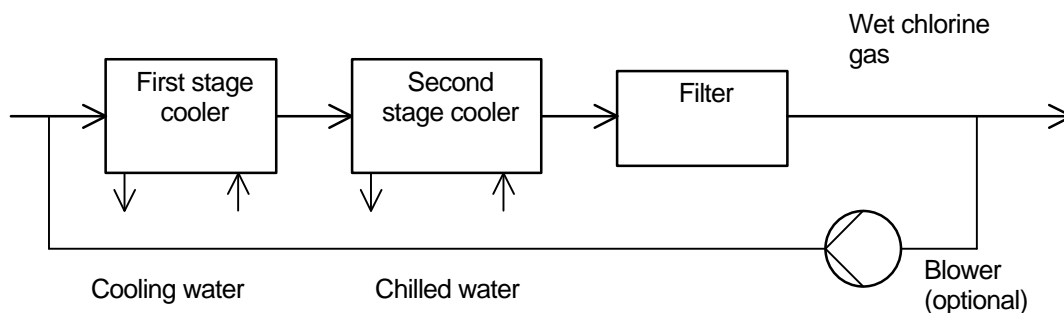 Wet chlorine
gas
First stage
cooler
Second
stage cooler
Filter
Cooling water
Chilled water
Blower
(optional)